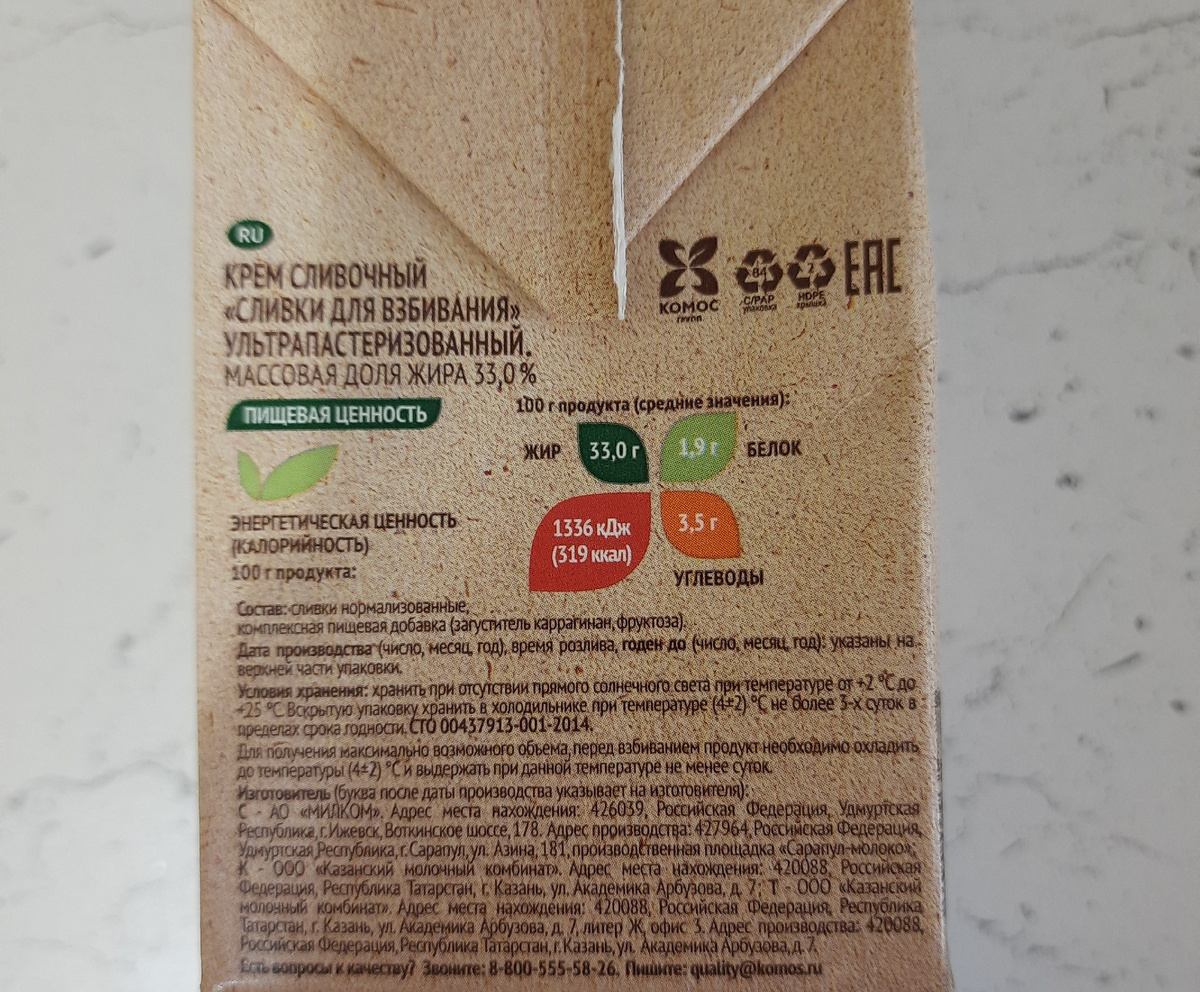 RU
КРЕМ СЛИВОЧНЫЙ
«СЛИВКИ ДЛЯ ВЗБИВАНИЯ»
УЛЬТРАПАСТЕРИЗОВАННЫЙ.
МАССОВАЯ ДОЛЯ ЖИРА 33,0 %
КОМОС
ГРУПП
84
C/PAP
упаковка
2
HDPE
крышка
EAC
ПИЩЕВАЯ ЦЕННОСТЬ
100 г продукта (средние значения):
ЖИР 33,0 г 1,9 г БЕЛОК
ЭНЕРГЕТИЧЕСКАЯ ЦЕННОСТЬ
(КАЛОРИЙНОСТЬ)
100 г продукта:
1336 кДж
(319 ккал)
3,5 г
УГЛЕВОДЫ
Состав: сливки нормализованные,
комплексная пищевая добавка (загуститель каррагинан, фруктоза).
Дата производства (число, месяц, год), время розлива, годен до (число, месяц, год): указаны на
верхней части упаковки.
Условия хранения: хранить при отсутствии прямого солнечного света при температуре от +2 °С до
+25 °С. Вскрытую упаковку хранить в холодильнике при температуре (4±2) °С не более 3-х суток в
пределах срока годности. СТО 00437913-001-2014.
Для получения максимально возможного объема, перед взбиванием продукт необходимо охладить
до температуры (4±2) °С и выдержать при данной температуре не менее суток.
Изготовитель (буква после даты производства указывает на изготовителя):
С - АО «МИЛКОМ». Адрес места нахождения: 426039, Российская Федерация, Удмуртская
Республика, г. Ижевск, Воткинское шоссе, 178. Адрес производства: 427964, Российская Федерация,
Удмуртская Республика, г. Сарапул, ул. Азина, 181, производственная площадка «Сарапул-молоко»;
К - ООО «Казанский молочный комбинат». Адрес места нахождения: 420088, Российская
Федерация, Республика Татарстан, г. Казань, ул. Академика Арбузова, д. 7; Т - ООО «Казанский
молочный комбинат». Адрес места нахождения: 420088, Российская Федерация, Республика
Татарстан, г. Казань, ул. Академика Арбузова, д. 7, литер Ж, офис 3. Адрес производства: 420088,
Российская Федерация, Республика Татарстан, г. Казань, ул. Академика Арбузова, д. 7.
Есть вопросы к качеству? Звоните: 8-800-555-58-26. Пишите: quality@komos.ru